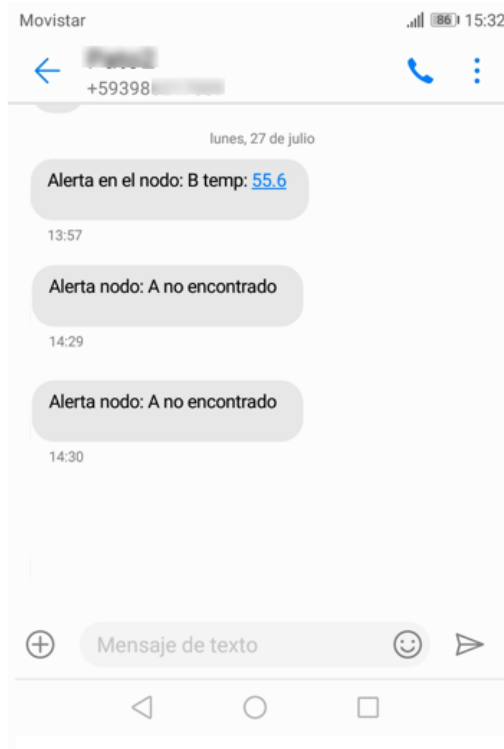 Movistar 86 15:32
+59398
lunes, 27 de julio
Alerta en el nodo: B temp: 55.6
13:57
Alerta nodo: A no encontrado
14:29
Alerta nodo: A no encontrado
14:30
Mensaje de texto